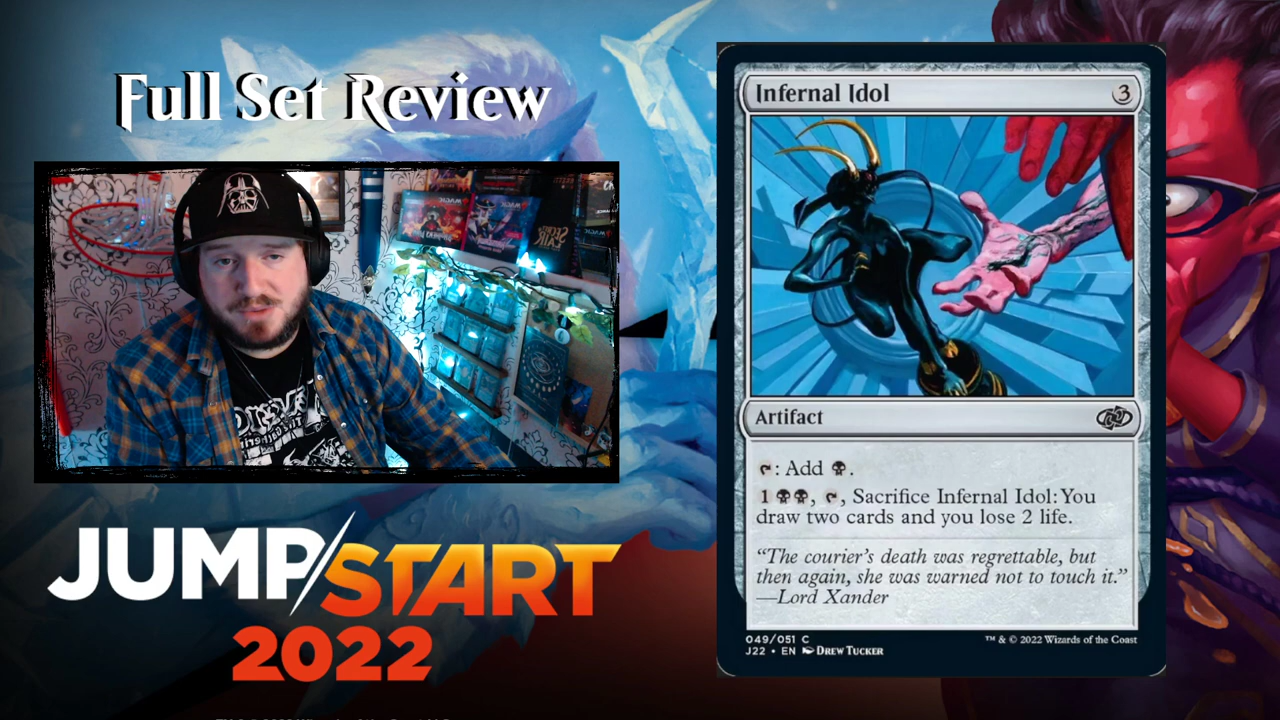 Full Set Review
JUMP/START
2022
Infernal Idol
3
Artifact
: Add .
1 , , Sacrifice Infernal Idol: You
draw two cards and you lose 2 life.
“The courier’s death was regrettable, but
then again, she was warned not to touch it.”
—Lord Xander
049/051 C
J22 • EN DREW TUCKER
™ & © 2022 Wizards of the Coast